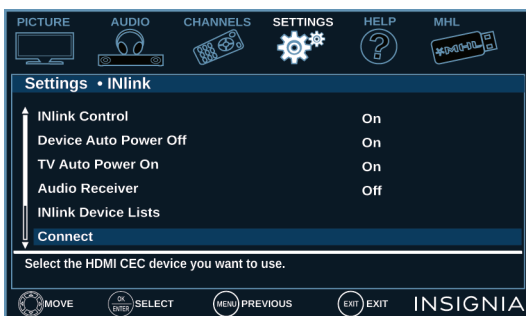 PICTURE AUDIO CHANNELS SETTINGS HELP MHL
MHL
Settings • INlink
INlink Control On
Device Auto Power Off On
TV Auto Power On On
Audio Receiver Off
INlink Device Lists
Connect
Select the HDMI CEC device you want to use.
MOVE OK ENTER SELECT MENU PREVIOUS EXIT EXIT INSIGNIA